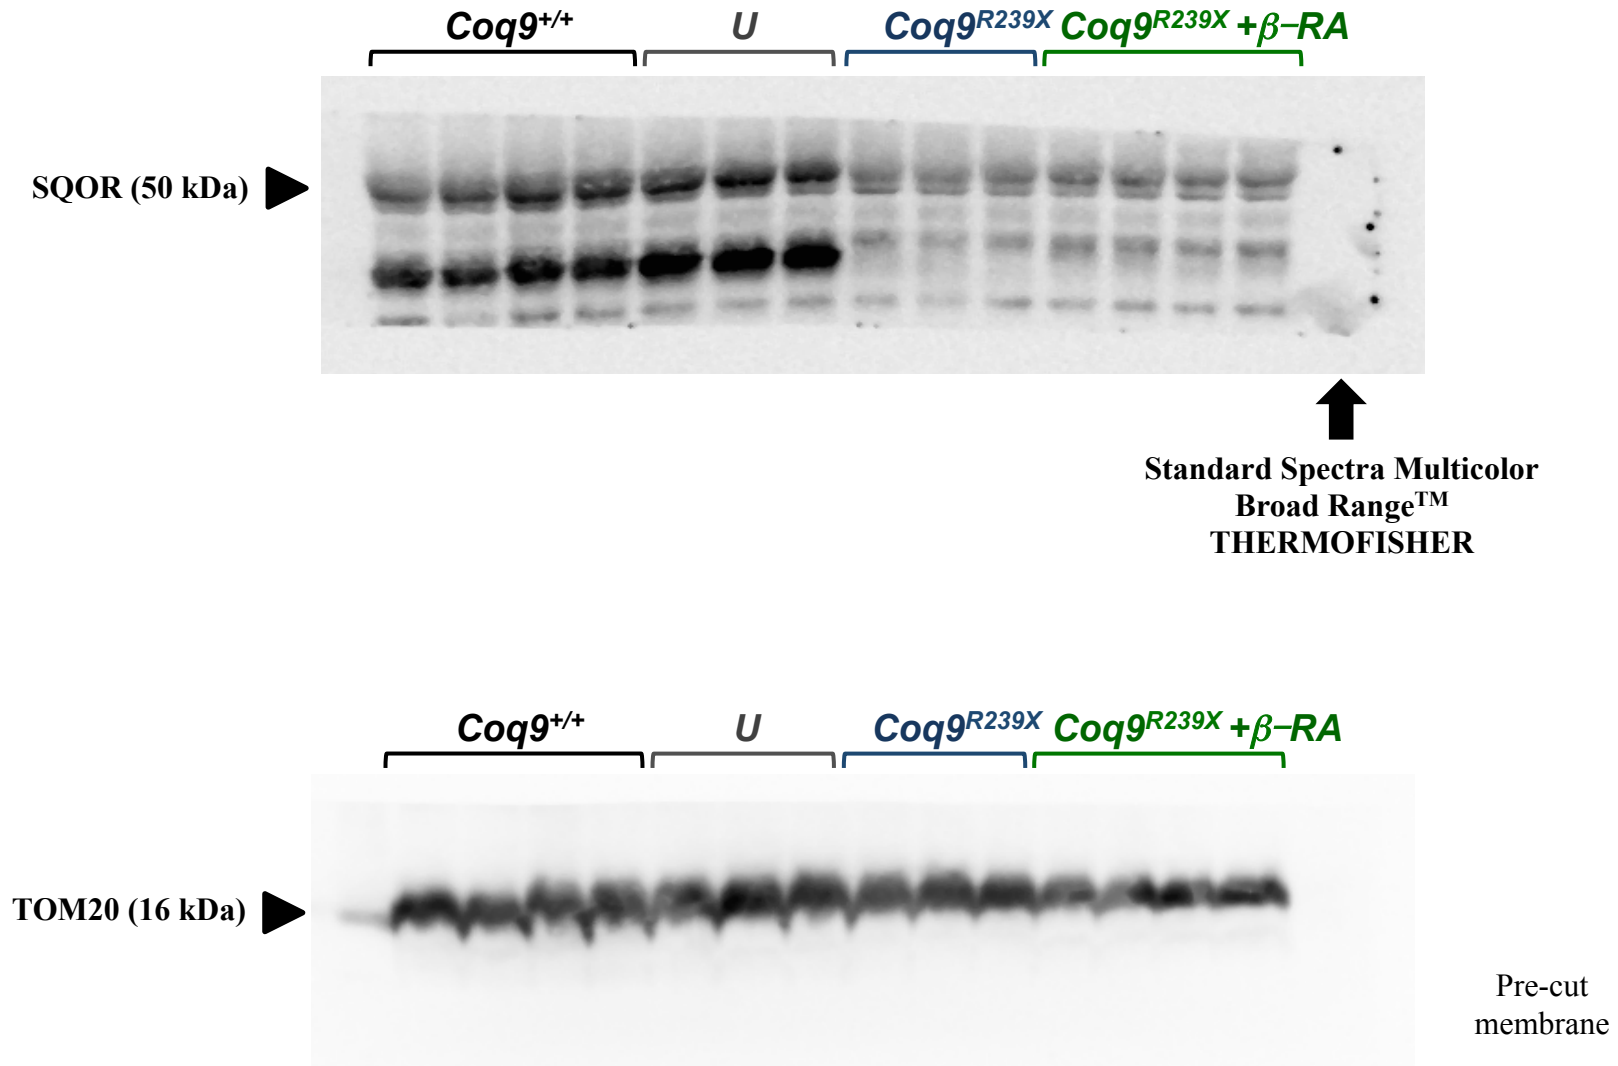 Coq9+/+ U Coq9R239X Coq9R239X +β–RA
SQOR (50 kDa)
Standard Spectra Multicolor
Broad Range™
THERMOFISHER
Coq9+/+ U Coq9R239X Coq9R239X +β–RA
TOM20 (16 kDa)
Pre-cut
membrane